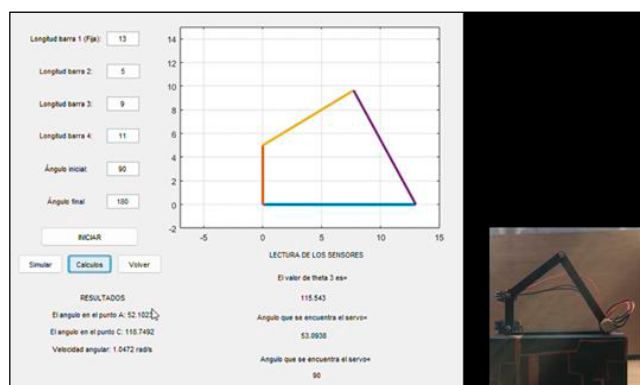 Longitud barra 1 (Fija): 13
Longitud barra 2: 5
Longitud barra 3: 9
Longitud barra 4: 11
Ángulo inicial: 90
Ángulo final 180
INICIAR
Simular Calculos Volver
RESULTADOS
El angulo en el punto A: 52.1023
El angulo en el punto C: 118.7492
Velocidad angular: 1.0472 rad/s
14
12
10
8
6
4
2
0
-2
-5 0 5 10 15
LECTURA DE LOS SENSORES
El valor de theta 3 es=
115.543
Angulo que se encuentra el servo=
53.0938
Angulo que se encuentra el servo=
90